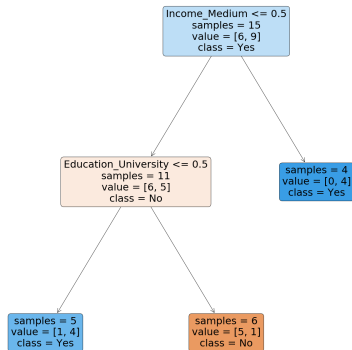 Income_Medium <= 0.5
samples = 15
value = [6, 9]
class = Yes
Education_University <= 0.5
samples = 11
value = [6, 5]
class = No
samples = 4
value = [0, 4]
class = Yes
samples = 5
value = [1, 4]
class = Yes
samples = 6
value = [5, 1]
class = No